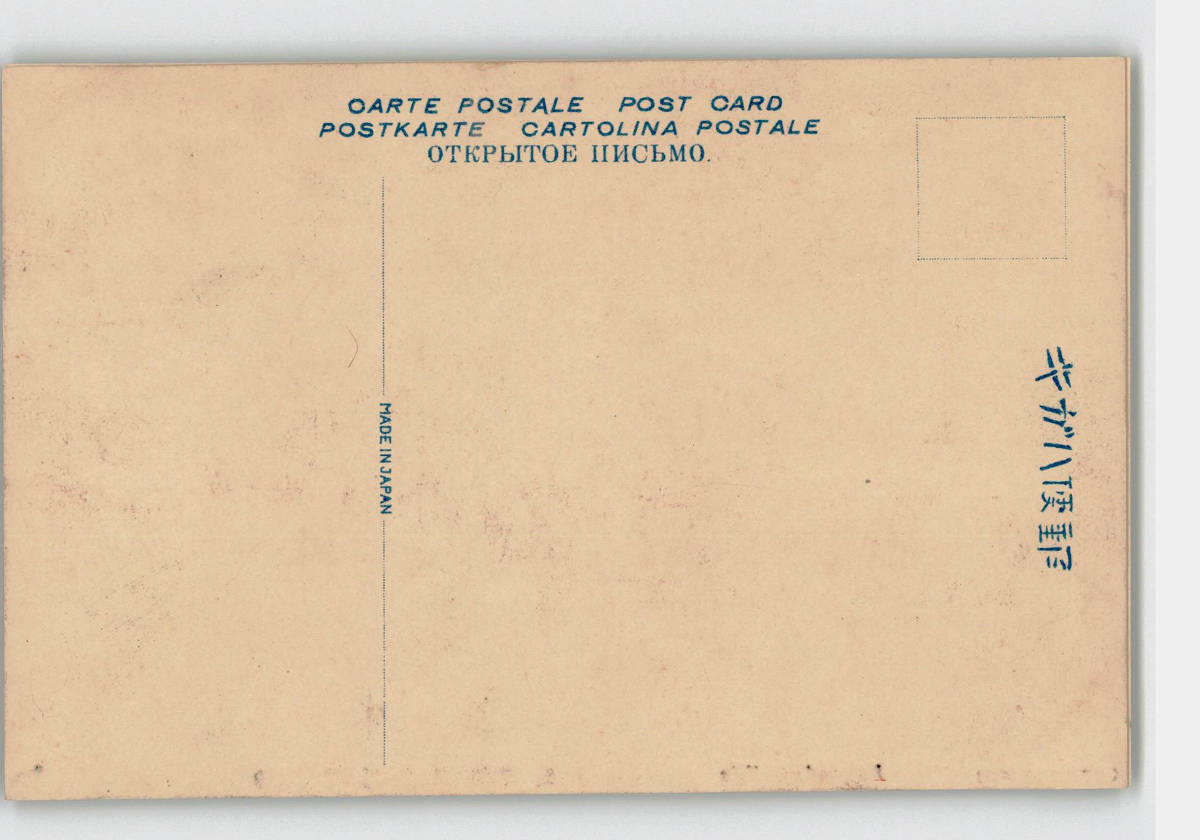 CARTE POSTALE POST CARD
POSTKARTE CARTOLINA POSTALE
ОТКРЫТОЕ ПИСЬМО.
MADE IN JAPAN
郵便ハガキ